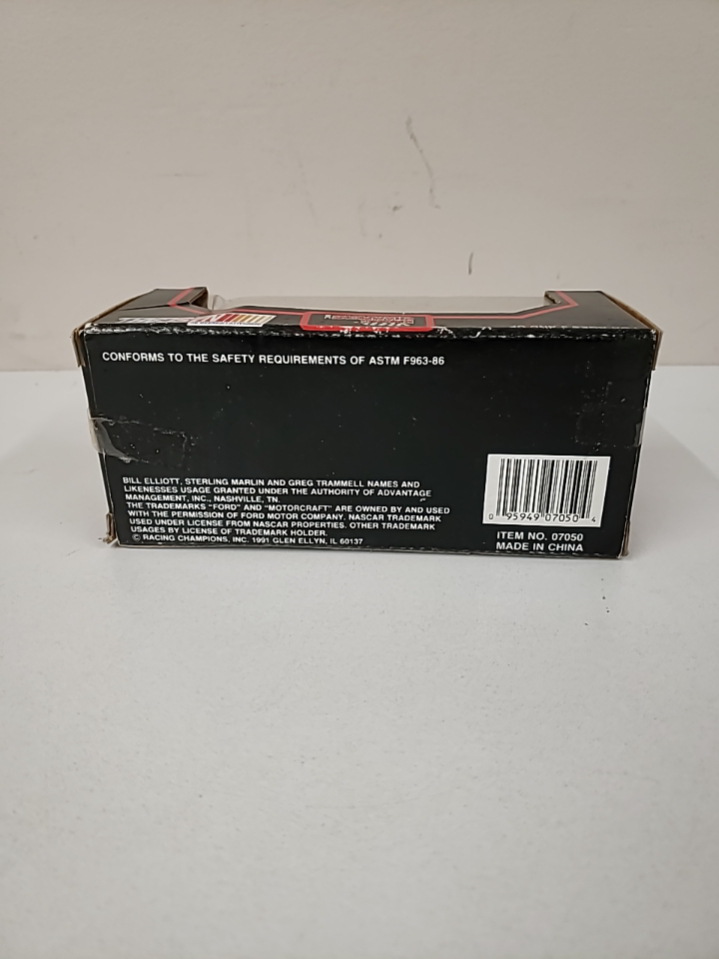 CONFORMS TO THE SAFETY REQUIREMENTS OF ASTM F963-86
BILL ELLIOTT, STERLING MARLIN AND GREG TRAMMELL NAMES AND
LIKENESSES USAGE GRANTED UNDER THE AUTHORITY OF ADVANTAGE
MANAGEMENT, INC., NASHVILLE, TN.
THE TRADEMARKS "FORD" AND "MOTORCRAFT" ARE OWNED BY AND USED
WITH THE PERMISSION OF FORD MOTOR COMPANY. NASCAR TRADEMARK
USED UNDER LICENSE FROM NASCAR PROPERTIES. OTHER TRADEMARK
USAGES BY LICENSE OF TRADEMARK HOLDER.
© RACING CHAMPIONS, INC. 1991 GLEN ELLYN, IL 60137
0 95949 07050 4
ITEM NO. 07050
MADE IN CHINA